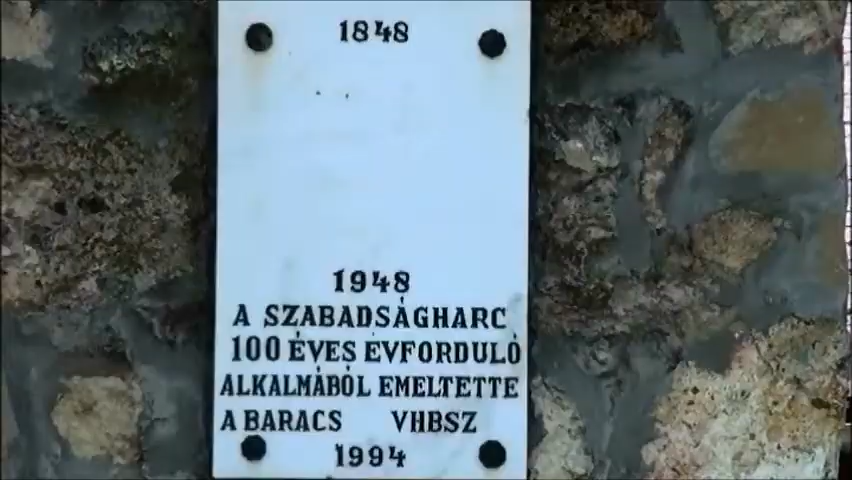 1848
1948
A SZABADSÁGHARC
100 ÉVES ÉVFORDULÓ
ALKALMÁBÓL EMELTETTE
A BARACS VHBSZ
1994